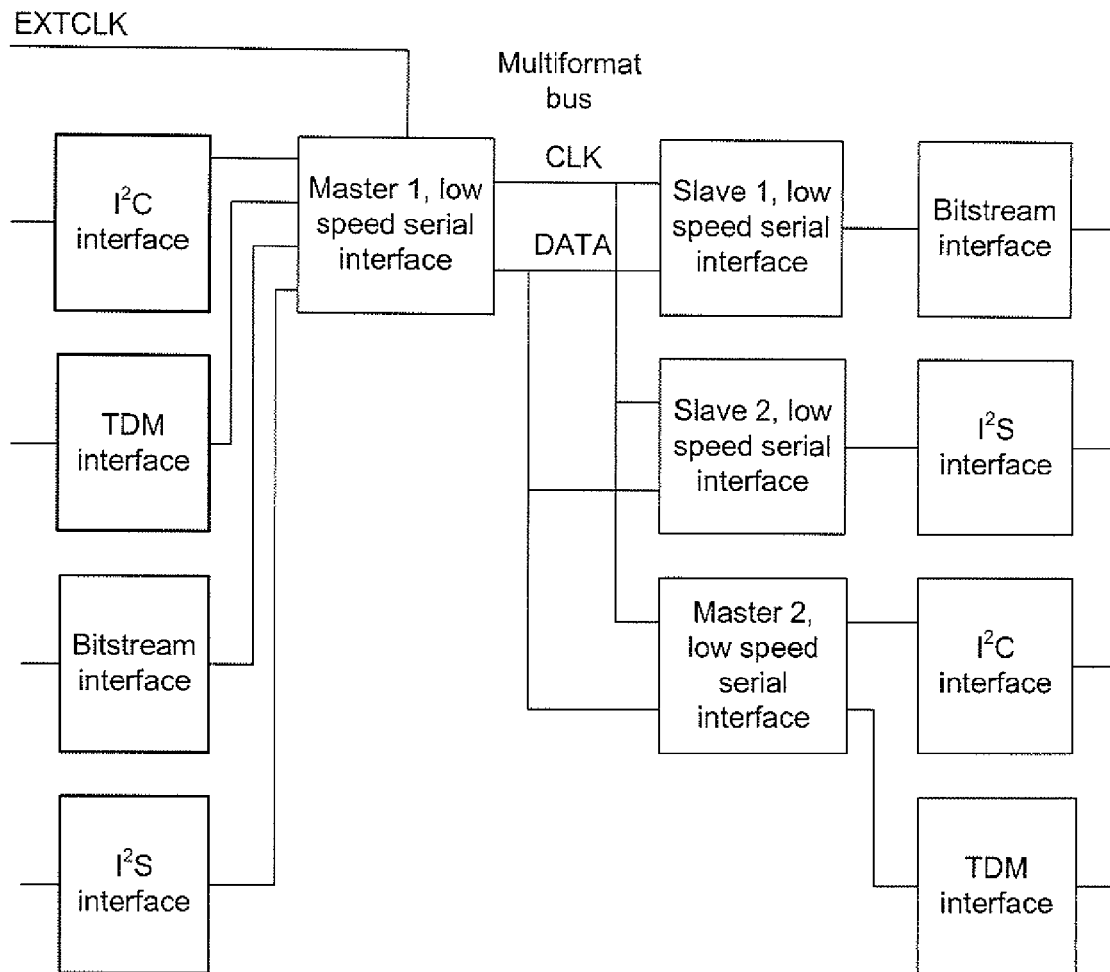 EXTCLK
Multiformat
bus
I²C
interface
Master 1, low
speed serial
interface
CLK
DATA
Slave 1, low
speed serial
interface
Bitstream
interface
TDM
interface
Slave 2, low
speed serial
interface
I²S
interface
Bitstream
interface
Master 2,
low speed
serial
interface
I²C
interface
I²S
interface
TDM
interface